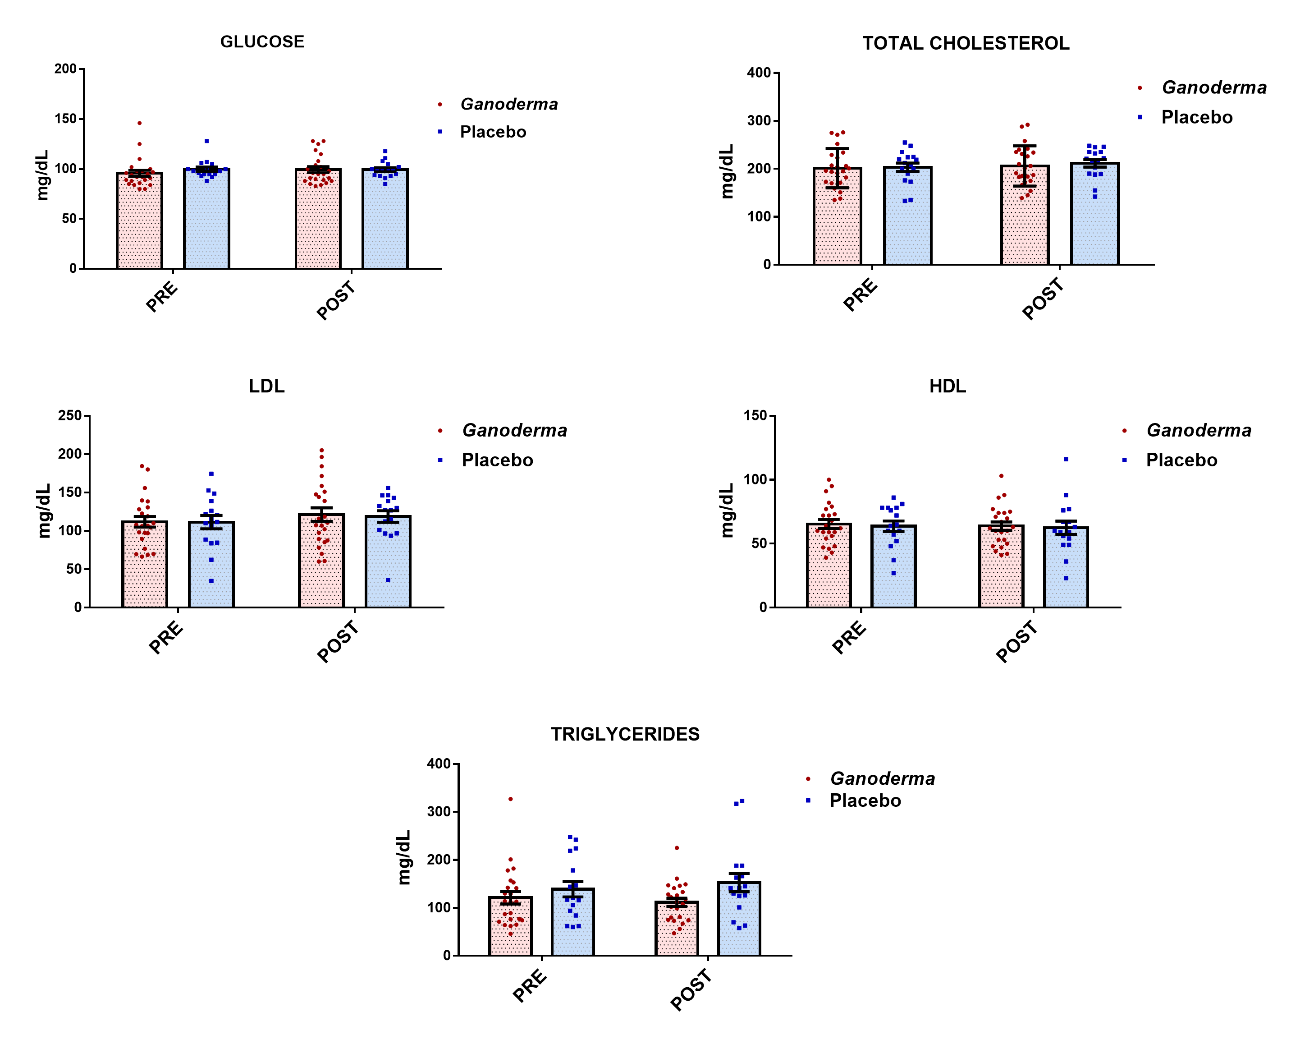 GLUCOSE
200
150
100
50
0
mg/dL
PRE
POST
Ganoderma
Placebo
TOTAL CHOLESTEROL
400
300
200
100
0
mg/dL
PRE
POST
Ganoderma
Placebo
LDL
250
200
150
100
50
0
mg/dL
PRE
POST
Ganoderma
Placebo
HDL
150
100
50
0
mg/dL
PRE
POST
Ganoderma
Placebo
TRIGLYCERIDES
400
300
200
100
0
mg/dL
PRE
POST
Ganoderma
Placebo